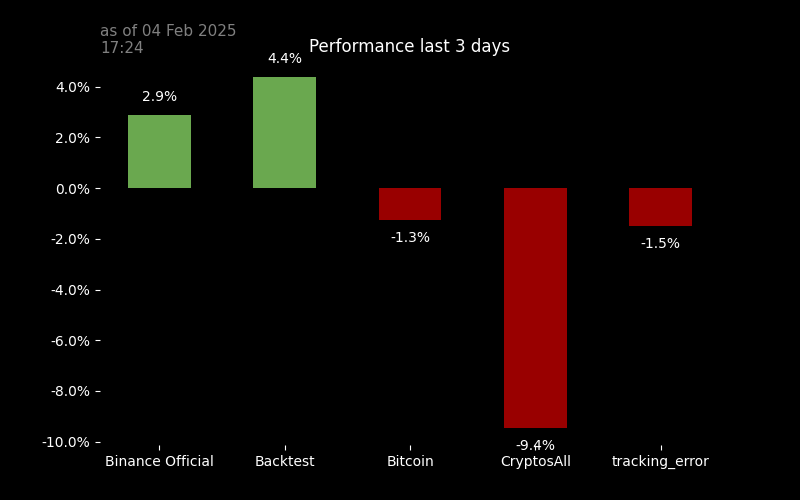 as of 04 Feb 2025
17:24
Performance last 3 days
4.4%
2.9%
-1.3%
-1.5%
-9.4%
4.0%
2.0%
0.0%
-2.0%
-4.0%
-6.0%
-8.0%
-10.0%
Binance Official
Backtest
Bitcoin
CryptosAll
tracking_error